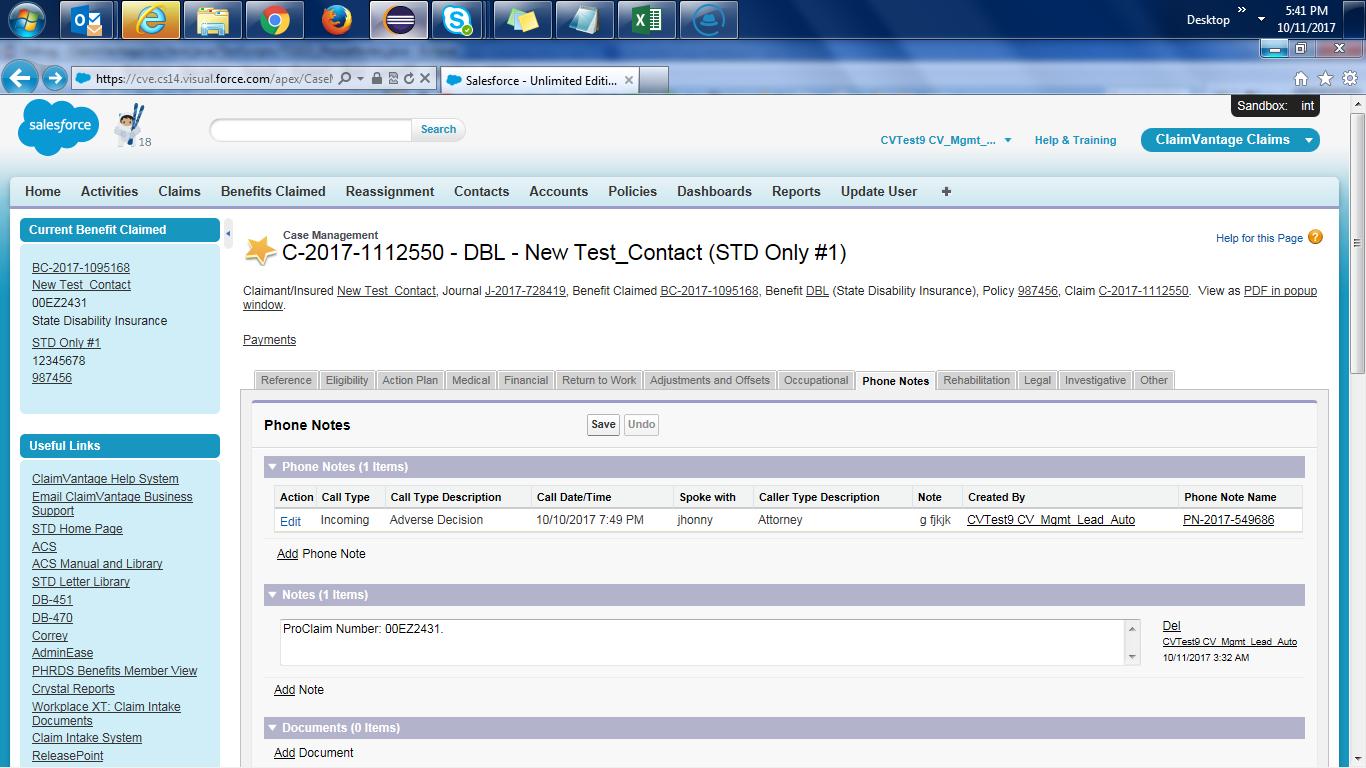 Desktop
»
5:41 PM
10/11/2017
https://cve.cs14.visual.force.com/apex/CaseM
Salesforce - Unlimited Editi...
salesforce
18
Search
Sandbox: int
CVTest9 CV_Mgmt_...
Help & Training
ClaimVantage Claims
Home Activities Claims Benefits Claimed Reassignment Contacts Accounts Policies Dashboards Reports Update User +
Current Benefit Claimed
BC-2017-1095168
New Test_Contact
00EZ2431
State Disability Insurance
STD Only #1
12345678
987456
Useful Links
ClaimVantage Help System
Email ClaimVantage Business
Support
STD Home Page
ACS
ACS Manual and Library
STD Letter Library
DB-451
DB-470
Correy
AdminEase
PHRDS Benefits Member View
Crystal Reports
Workplace XT: Claim Intake
Documents
Claim Intake System
ReleasePoint
Case Management
C-2017-1112550 - DBL - New Test_Contact (STD Only #1)
Help for this Page
Claimant/Insured New Test_Contact, Journal J-2017-728419, Benefit Claimed BC-2017-1095168, Benefit DBL (State Disability Insurance), Policy 987456, Claim C-2017-1112550. View as PDF in popup
window.
Payments
Reference Eligibility Action Plan Medical Financial Return to Work Adjustments and Offsets Occupational Phone Notes Rehabilitation Legal Investigative Other
Phone Notes
Save Undo
Phone Notes (1 Items)
Action Call Type Call Type Description Call Date/Time Spoke with Caller Type Description Note Created By Phone Note Name
Edit Incoming Adverse Decision 10/10/2017 7:49 PM jhonny Attorney g fjkjk CVTest9 CV_Mgmt_Lead_Auto PN-2017-549686
Add Phone Note
Notes (1 Items)
ProClaim Number: 00EZ2431.
Del
CVTest9 CV_Mgmt_Lead_Auto
10/11/2017 3:32 AM
Add Note
Documents (0 Items)
Add Document